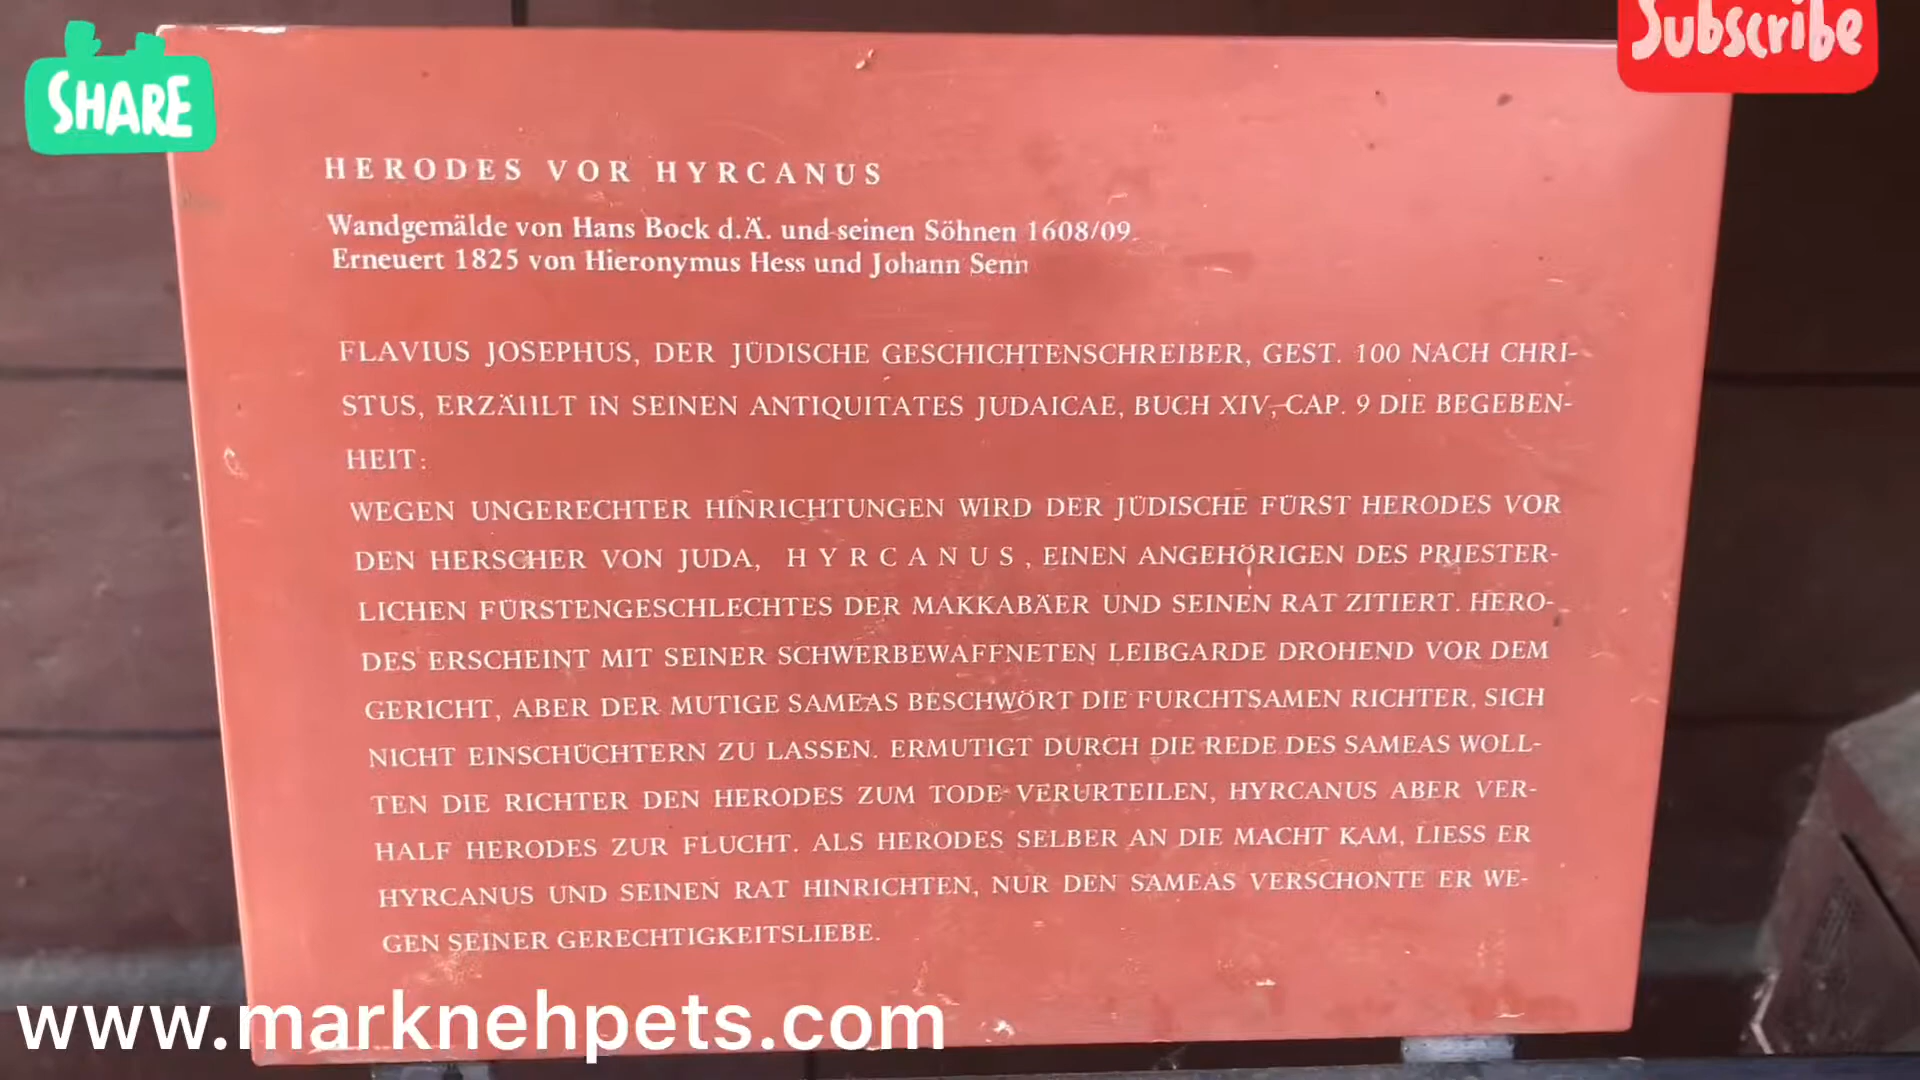 SHARE
Subscribe
HERODES VOR HYRCANUS
Wandgemälde von Hans Bock d.Ä. und seinen Söhnen 1608/09.
Erneuert 1825 von Hieronymus Hess und Johann Senn
FLAVIUS JOSEPHUS, DER JÜDISCHE GESCHICHTENSCHREIBER, GEST. 100 NACH CHRI-
STUS, ERZÄHLT IN SEINEN ANTIQUITATES JUDAICAE, BUCH XIV, CAP. 9 DIE BEGEBEN-
HEIT:
WEGEN UNGERECHTER HINRICHTUNGEN WIRD DER JÜDISCHE FÜRST HERODES VOR
DEN HERSCHER VON JUDA, HYRCANUS, EINEN ANGEHÖRIGEN DES PRIESTER-
LICHEN FÜRSTENGESCHLECHTES DER MAKKABÄER UND SEINEN RAT ZITIERT. HERO-
DES ERSCHEINT MIT SEINER SCHWERBEWAFFNETEN LEIBGARDE DROHEND VOR DEM
GERICHT, ABER DER MUTIGE SAMEAS BESCHWÖRT DIE FURCHTSAMEN RICHTER, SICH
NICHT EINSCHÜCHTERN ZU LASSEN. ERMUTIGT DURCH DIE REDE DES SAMEAS WOLL-
TEN DIE RICHTER DEN HERODES ZUM TODE VERURTEILEN, HYRCANUS ABER VER-
HALF HERODES ZUR FLUCHT. ALS HERODES SELBER AN DIE MACHT KAM, LIESS ER
HYRCANUS UND SEINEN RAT HINRICHTEN, NUR DEN SAMEAS VERSCHONTE ER WE-
GEN SEINER GERECHTIGKEITSLIEBE.
www.marknehpets.com